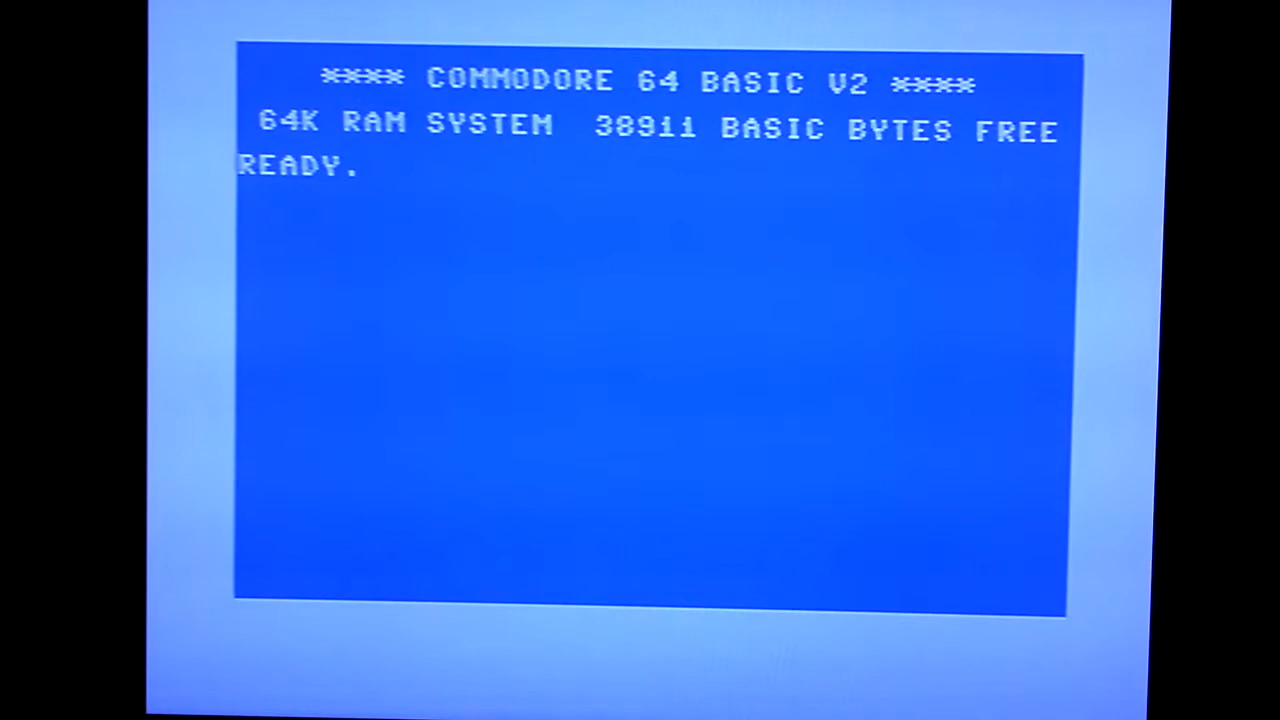 **** COMMODORE 64 BASIC V2 ****
64K RAM SYSTEM  38911 BASIC BYTES FREE
READY.